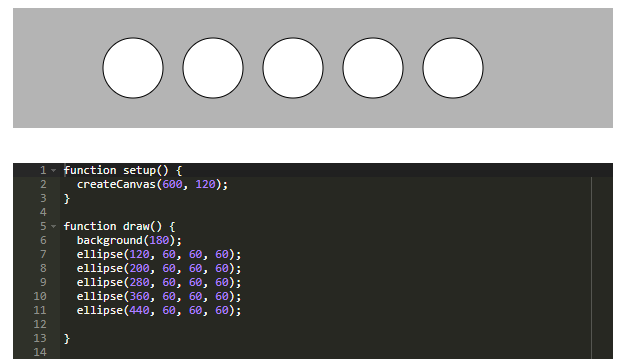 1 function setup() {
2 createCanvas(600, 120);
3 }
4
5 function draw() {
6 background(180);
7 ellipse(120, 60, 60, 60);
8 ellipse(200, 60, 60, 60);
9 ellipse(280, 60, 60, 60);
10 ellipse(360, 60, 60, 60);
11 ellipse(440, 60, 60, 60);
12
13 }
14